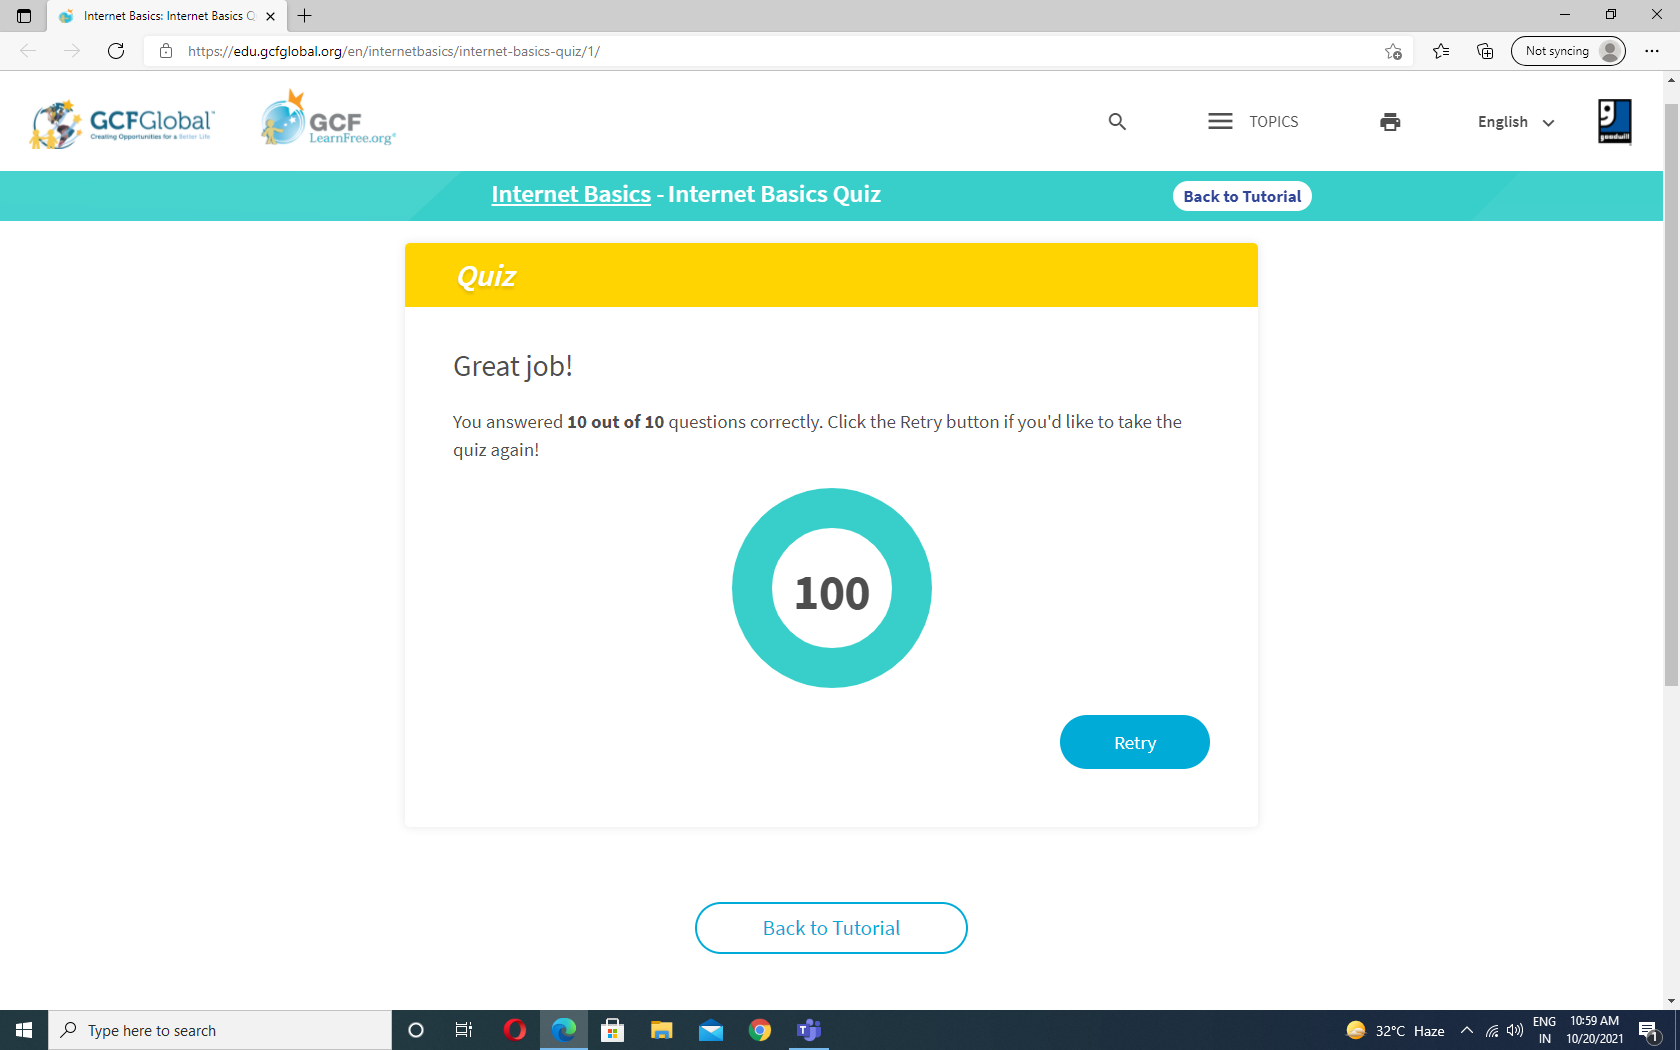 Internet Basics: Internet Basics Q
https://edu.gcfglobal.org/en/internetbasics/internet-basics-quiz/1/
Not syncing
GCFGlobal
Creating Opportunities for a Better Life
GCF
LearnFree.org®
TOPICS
English
goodwill
Internet Basics - Internet Basics Quiz
Back to Tutorial
Quiz
Great job!
You answered 10 out of 10 questions correctly. Click the Retry button if you'd like to take the
quiz again!
100
Retry
Back to Tutorial
Type here to search
32°C Haze
ENG
IN
10:59 AM
10/20/2021
1